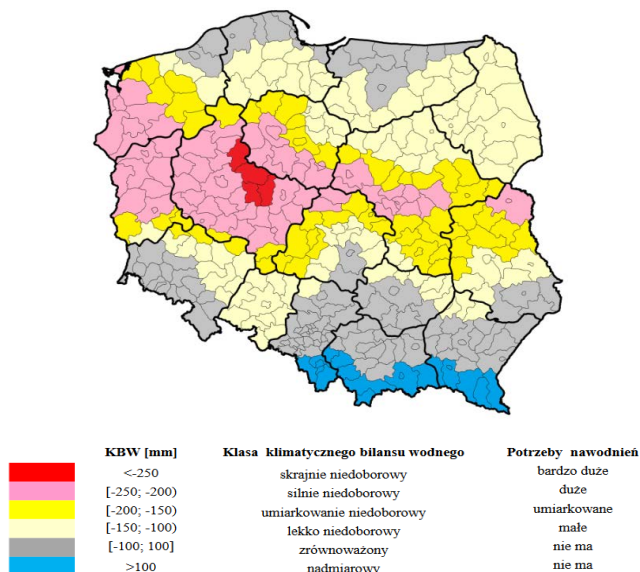 KBW [mm] Klasa klimatycznego bilansu wodnego Potrzeby nawodnień
<-250 skrajnie niedoborowy bardzo duże
[-250; -200) silnie niedoborowy duże
[-200; -150) umiarkowanie niedoborowy umiarkowane
[-150; -100) lekko niedoborowy małe
[-100; 100] zrównoważony nie ma
>100 nadmiarowy nie ma